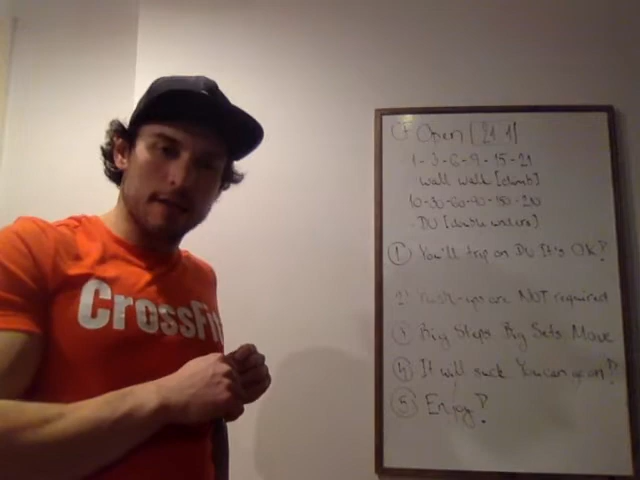 CrossFi
Open [21.1]
1-3-6-9-15-21
wall walk [climb]
10-30-60-90-150-210
- DU [double unders]
① You'll trip on DU It's Ok!
2 Push-ups are NOT required
Big Steps Big Sets Move
④ It will suck You can go on!
⑤ Enjoy!